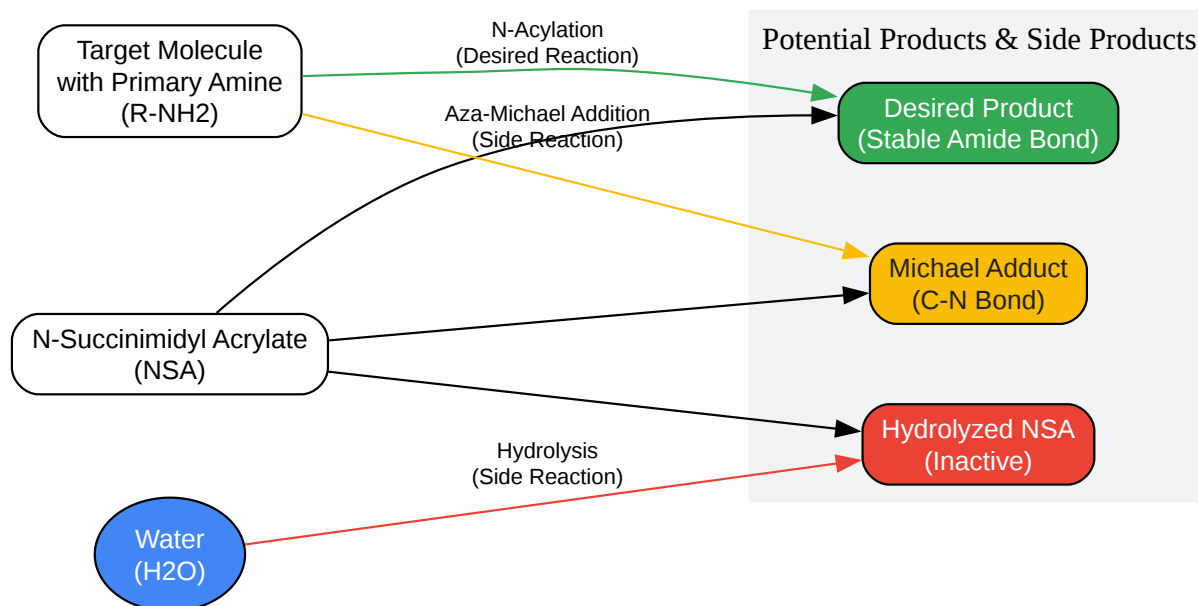 Target Molecule
with Primary Amine
(R-NH2)
N-Acylation
(Desired Reaction)
Potential Products & Side Products
Desired Product
(Stable Amide Bond)
Aza-Michael Addition
(Side Reaction)
Michael Adduct
(C-N Bond)
N-Succinimidyl Acrylate
(NSA)
Hydrolyzed NSA
(Inactive)
Hydrolysis
(Side Reaction)
Water
(H2O)